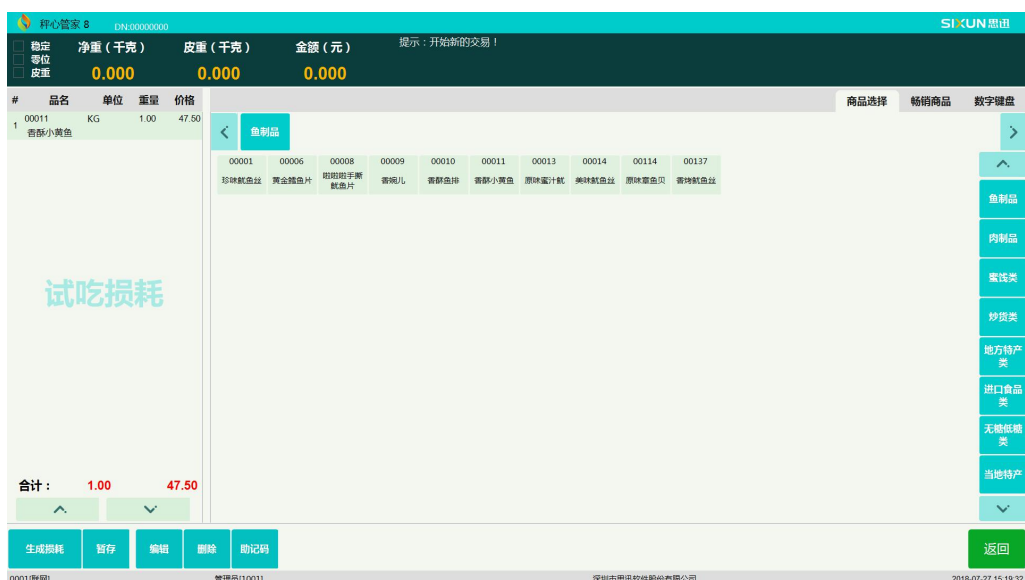 秤心管家 8 DN:00000000 SIXUN思迅
稳定 净重（千克） 皮重（千克） 金额（元） 提示：开始新的交易！
零位
皮重 0.000 0.000 0.000
# 品名 单位 重量 价格 商品选择 畅销商品 数字键盘
1 00011 KG 1.00 47.50
香酥小黄鱼
鱼制品
00001 00006 00008 00009 00010 00011 00013 00014 00114 00137
珍味鱿鱼丝 黄金鳕鱼片 啦啦啦手撕鱿鱼片 香婉儿 香酥鱼排 香酥小黄鱼 原味蜜汁鱿 美味鱿鱼丝 原味章鱼贝 香烤鱿鱼丝
鱼制品
肉制品
蜜饯类
炒货类
地方特产类
进口食品类
无糖低糖类
当地特产
试吃损耗
合计： 1.00 47.50
生成损耗 暂存 编辑 删除 助记码 返回
0001[联网] 管理员[1001] 深圳市思迅软件股份有限公司 2018-07-27 15:19:32